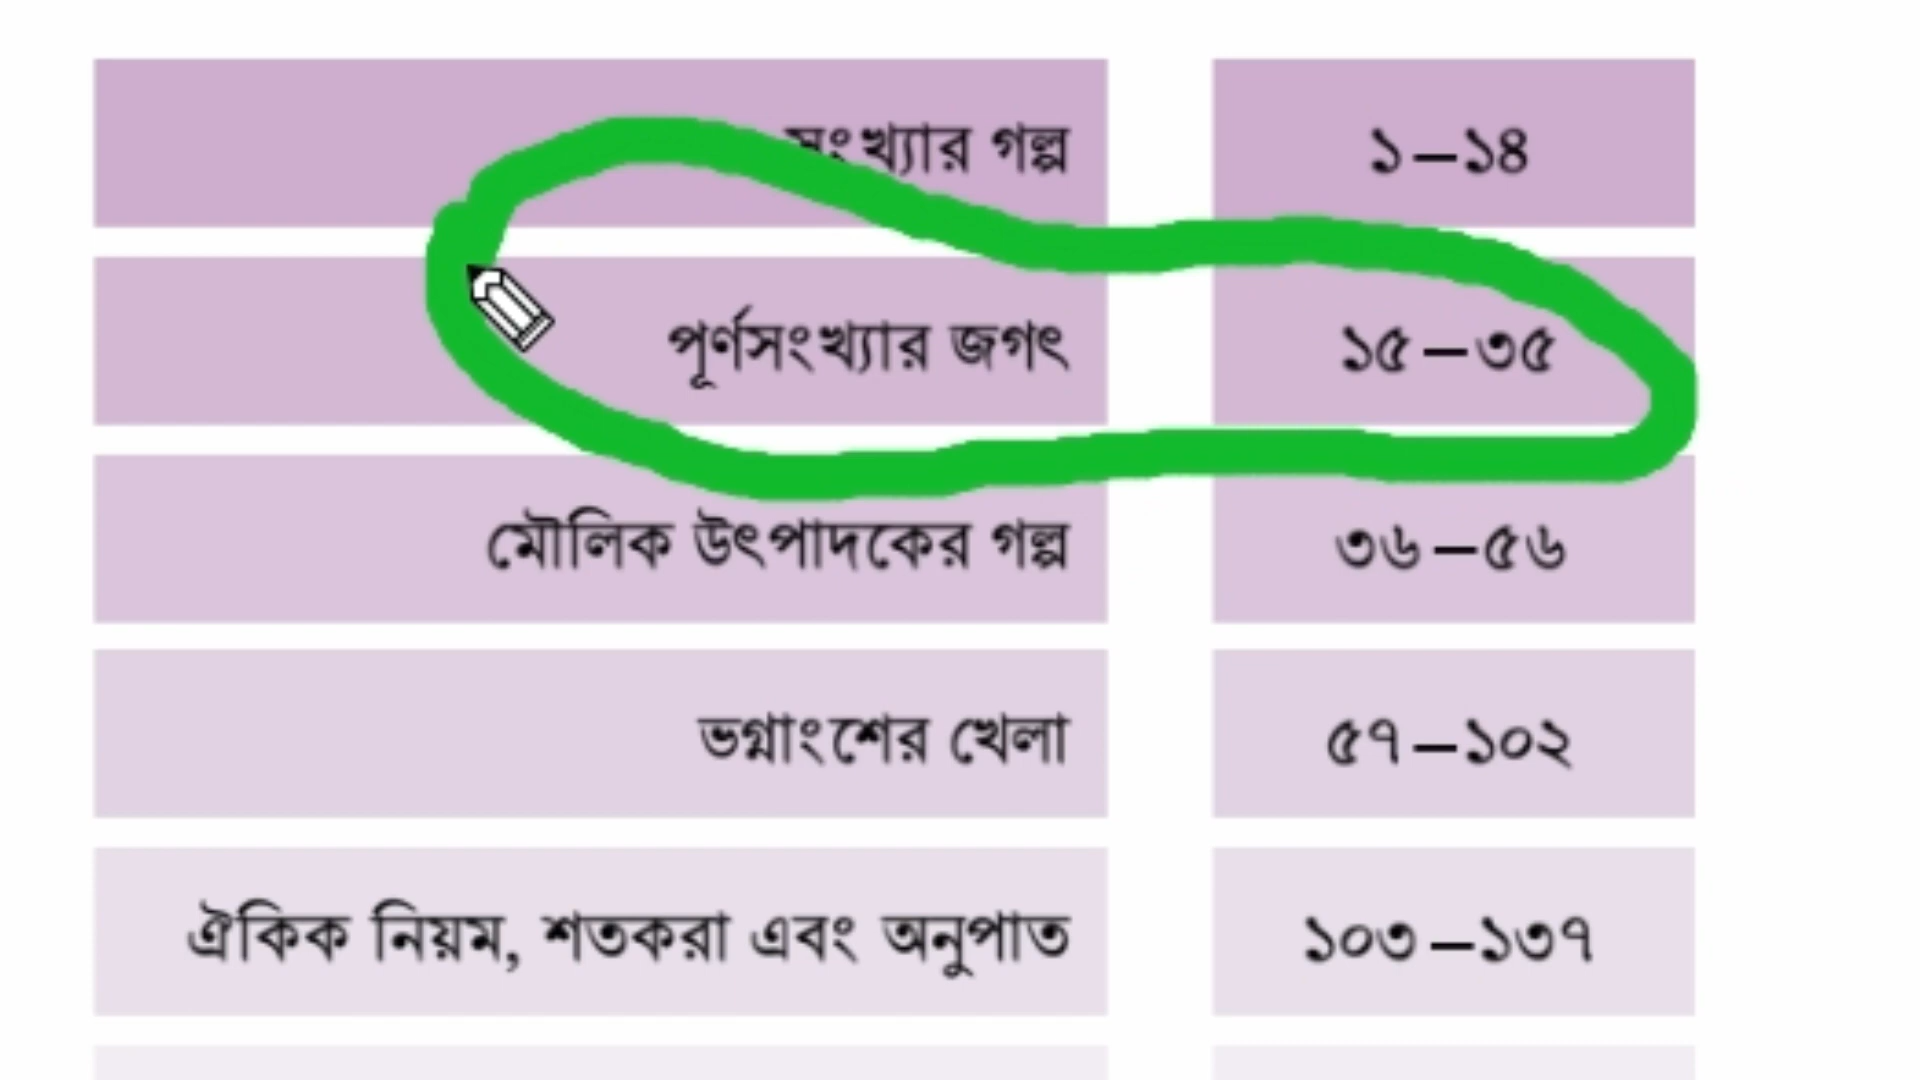 সংখ্যার গল্প ১–১৪
পূর্ণসংখ্যার জগৎ ১৫–৩৫
মৌলিক উৎপাদকের গল্প ৩৬–৫৬
ভগ্নাংশের খেলা ৫৭–১০২
ঐকিক নিয়ম, শতকরা এবং অনুপাত ১০৩–১৩৭